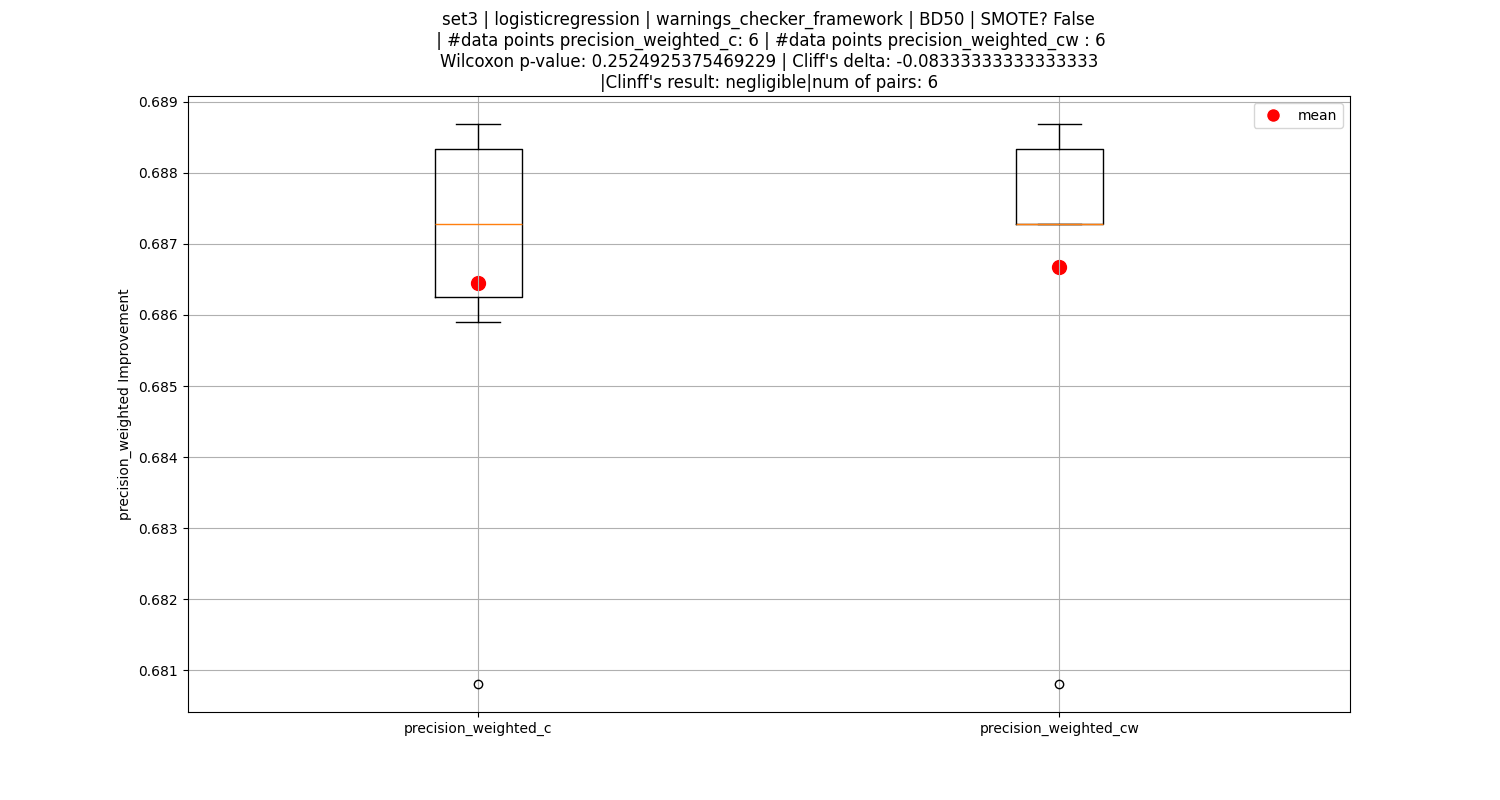 set3 | logisticregression | warnings_checker_framework | BD50 | SMOTE? False
| #data points precision_weighted_c: 6 | #data points precision_weighted_cw : 6
Wilcoxon p-value: 0.2524925375469229 | Cliff's delta: -0.08333333333333333
|Clinff's result: negligible|num of pairs: 6
mean
precision_weighted Improvement
0.689
0.688
0.687
0.686
0.685
0.684
0.683
0.682
0.681
precision_weighted_c
precision_weighted_cw